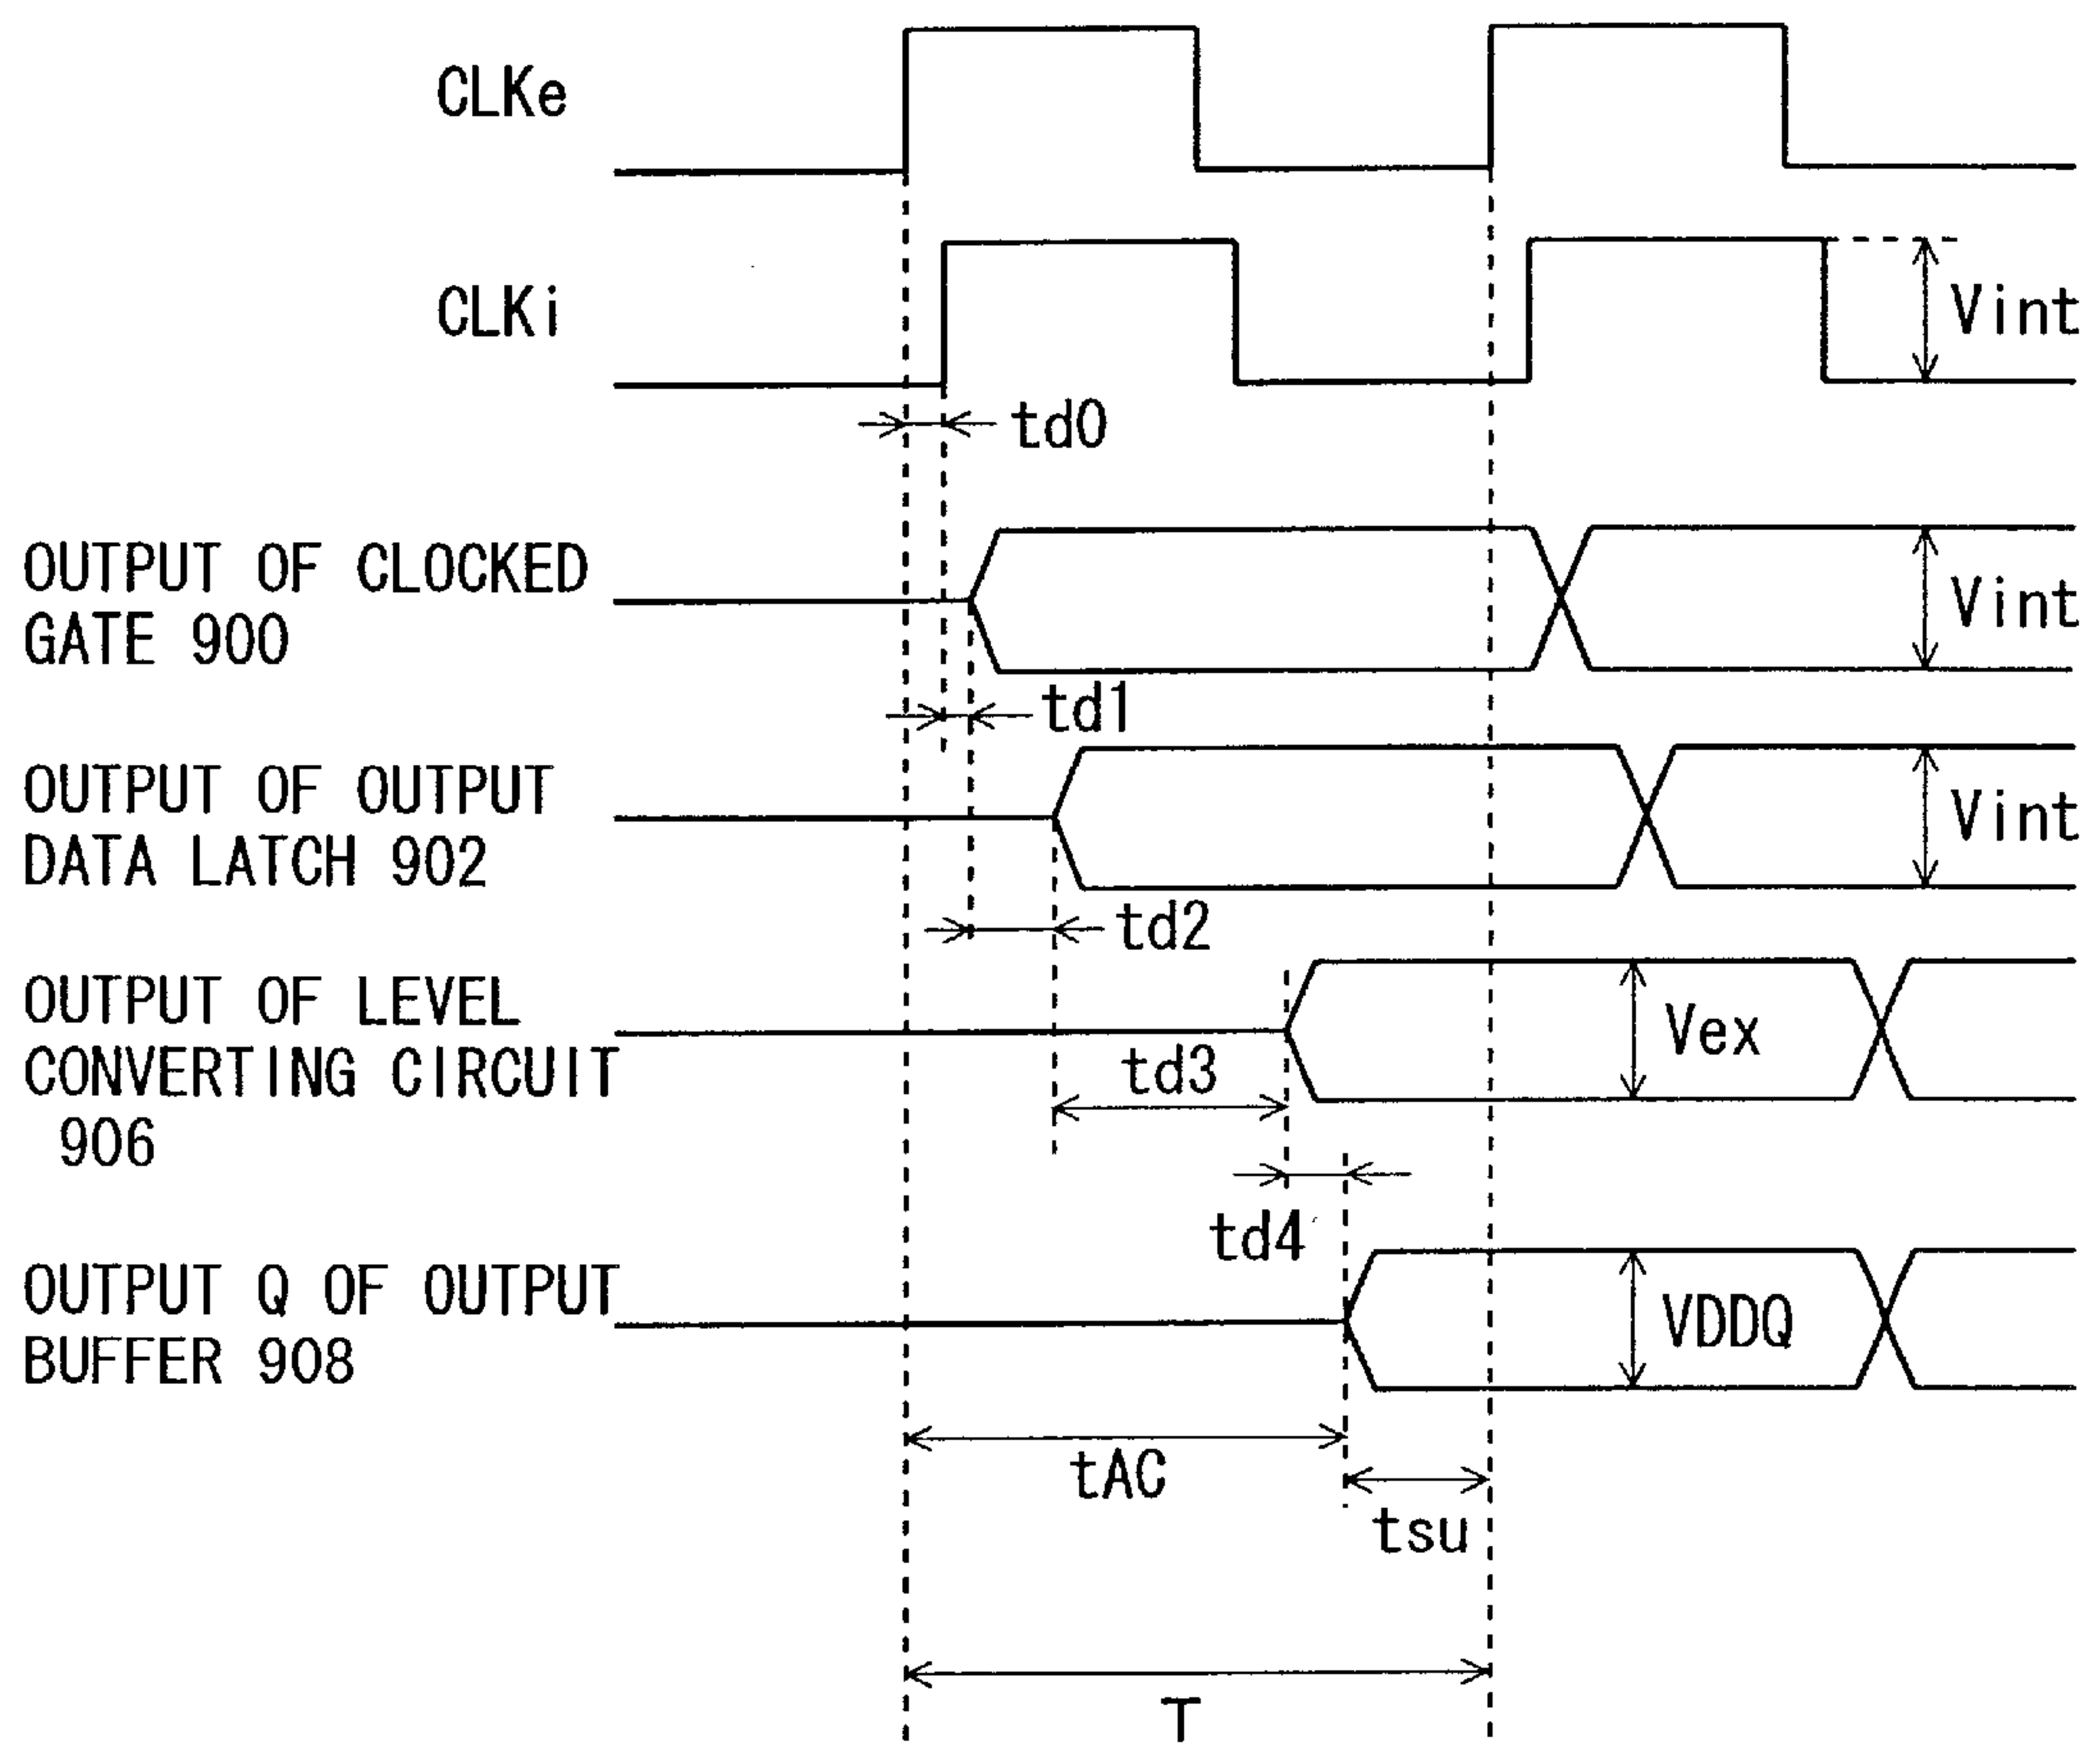 CLKe
CLKi
Vint
td0
OUTPUT OF CLOCKED
GATE 900
Vint
td1
OUTPUT OF OUTPUT
DATA LATCH 902
Vint
td2
OUTPUT OF LEVEL
CONVERTING CIRCUIT
906
Vex
td3
td4
OUTPUT Q OF OUTPUT
BUFFER 908
VDDQ
tAC
tsu
T